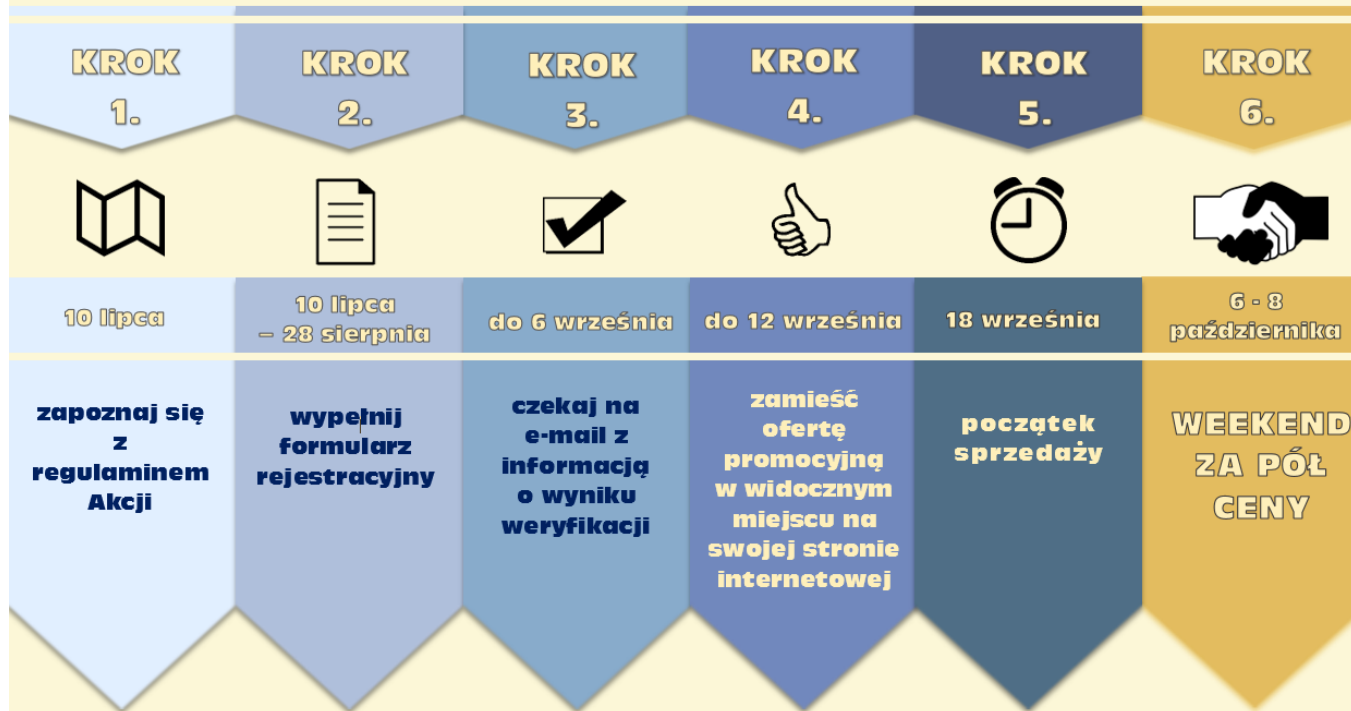 KROK
1.
KROK
2.
KROK
3.
KROK
4.
KROK
5.
KROK
6.
10 lipca
10 lipca
– 28 sierpnia
do 6 września
do 12 września
18 września
6 - 8
października
zapoznaj się
z
regulaminem
Akcji
wypełnij
formularz
rejestracyjny
czekaj na
e-mail z
informacją
o wyniku
weryfikacji
zamieść
ofertę
promocyjną
w widocznym
miejscu na
swojej stronie
internetowej
początek
sprzedaży
WEEKEND
ZA PÓŁ
CENY